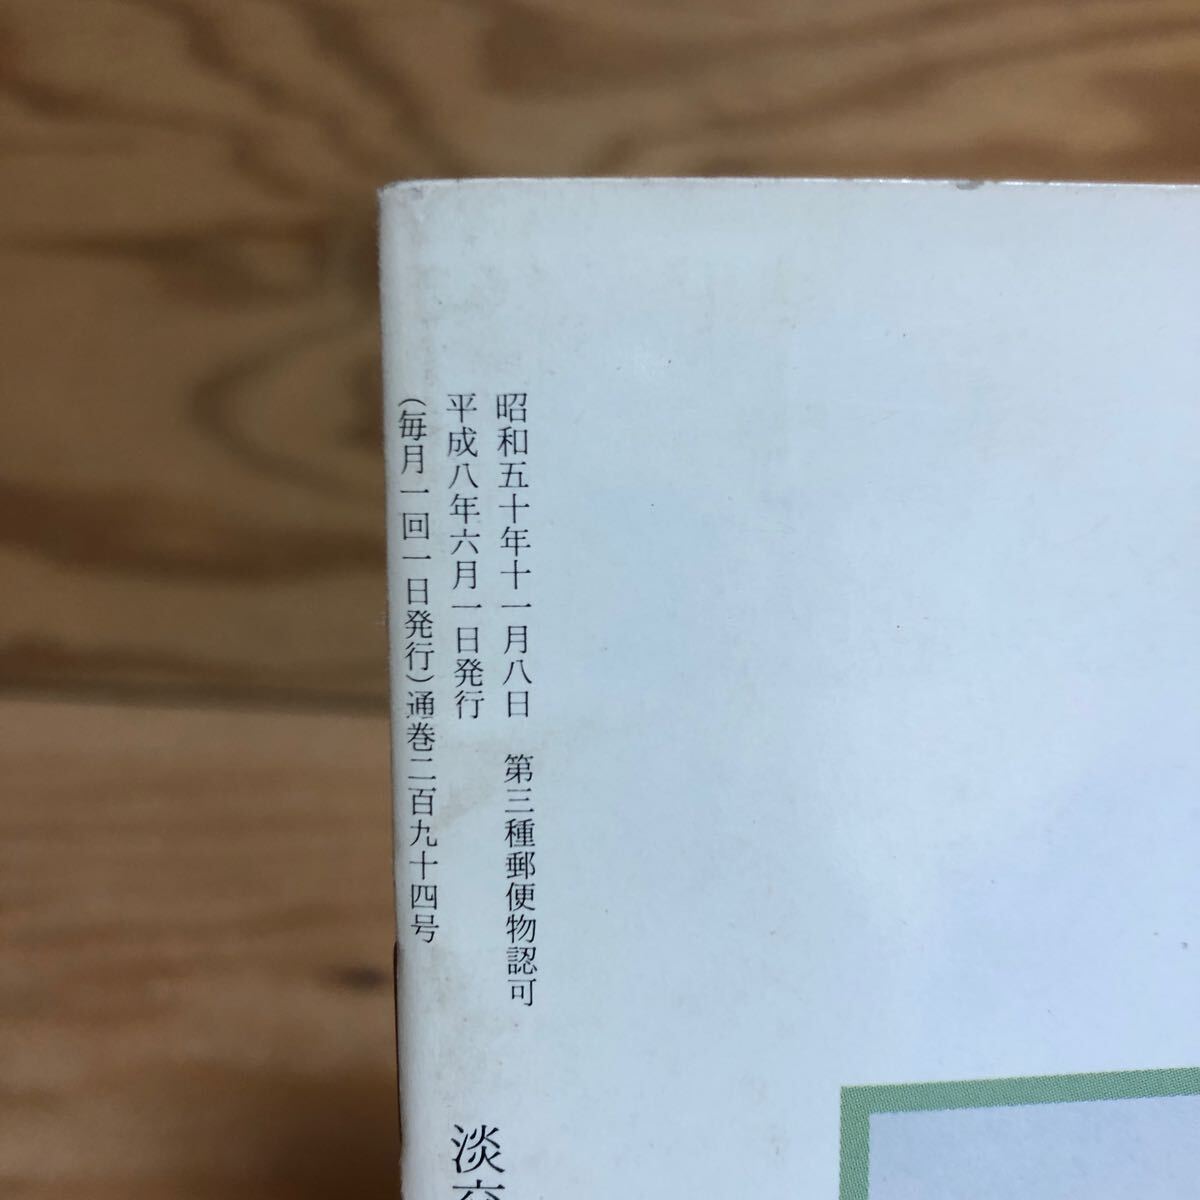 昭和五十年十一月八日　第三種郵便物認可
平成八年六月一日発行
（毎月一回一日発行）通巻二百九十四号
淡